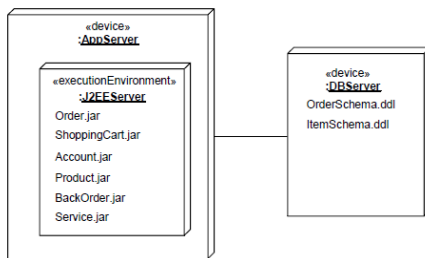 «device»
:AppServer
«executionEnvironment»
:J2EEServer
Order.jar
ShoppingCart.jar
Account.jar
Product.jar
BackOrder.jar
Service.jar
«device»
:DBServer
OrderSchema.ddl
ItemSchema.ddl